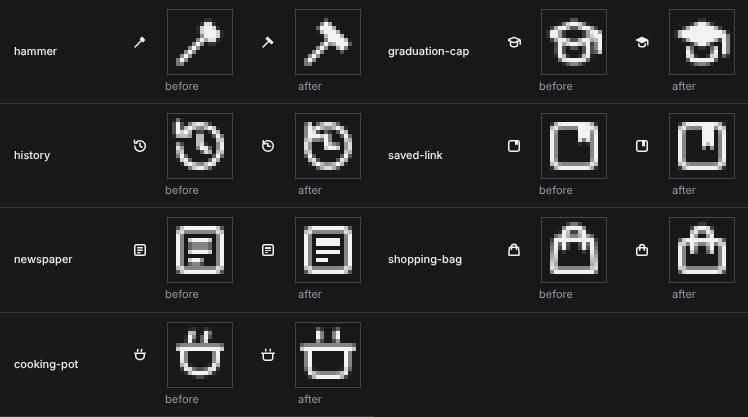 hammer
before
after
graduation-cap
before
after
history
before
after
saved-link
before
after
newspaper
before
after
shopping-bag
before
after
cooking-pot
before
after